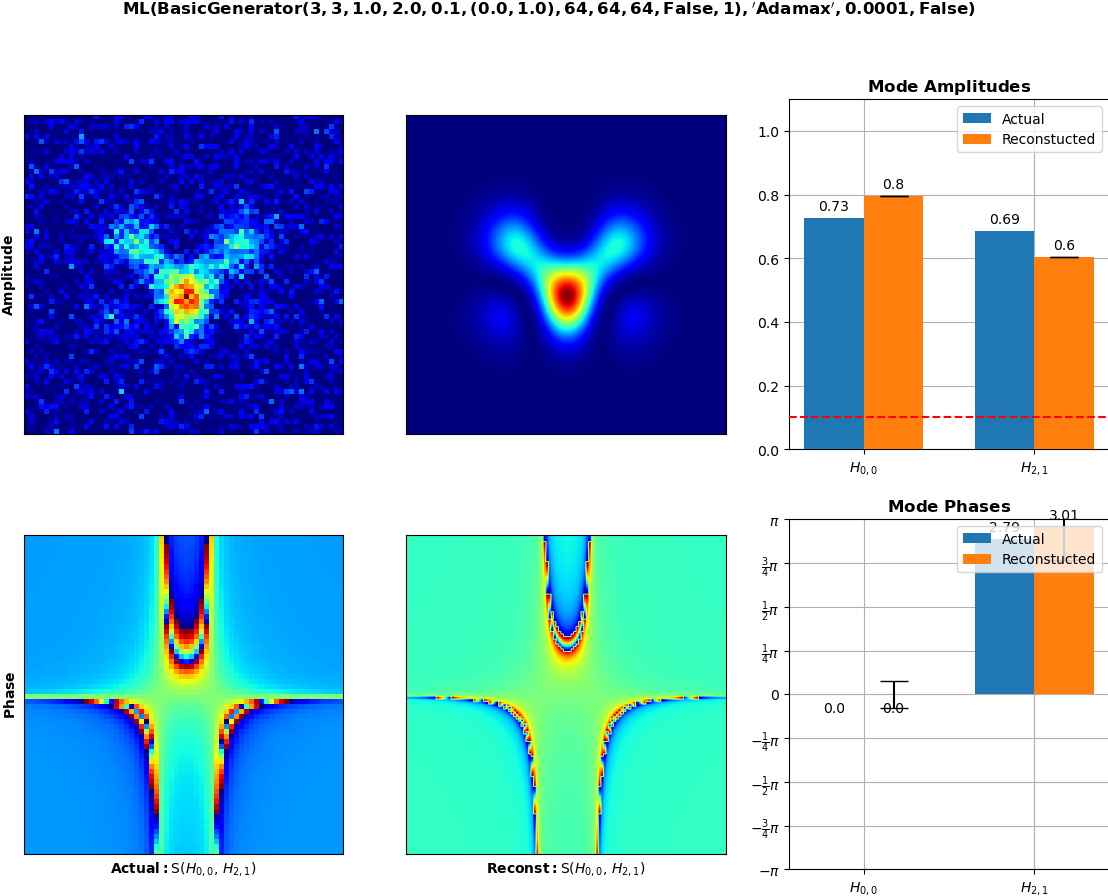 ML(BasicGenerator(3, 3, 1.0, 2.0, 0.1, (0.0, 1.0), 64, 64, 64, False, 1), ′Adamax′, 0.0001, False)
Amplitude
Mode Amplitudes
Actual
Reconstucted
1.0
0.8
0.6
0.4
0.2
0.0
0.73
0.8
0.69
0.6
H0, 0
H2, 1
Phase
Actual: S(H0, 0, H2, 1)
Reconst: S(H0, 0, H2, 1)
Mode Phases
Actual
Reconstucted
2.79
3.01
π
3/4π
1/2π
1/4π
0
−1/4π
−1/2π
−3/4π
−π
0.0
0.0
H0, 0
H2, 1